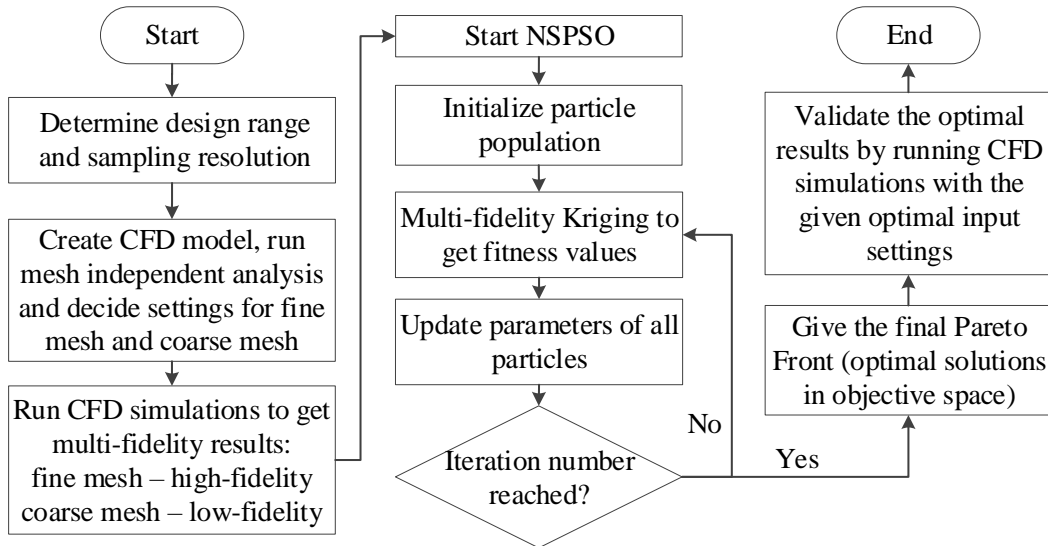 Start
Determine design range
and sampling resolution
Create CFD model, run
mesh independent analysis
and decide settings for fine
mesh and coarse mesh
Run CFD simulations to get
multi-fidelity results:
fine mesh – high-fidelity
coarse mesh – low-fidelity
Start NSPSO
Initialize particle
population
Multi-fidelity Kriging to
get fitness values
Update parameters of all
particles
Iteration number
reached?
No
Yes
Give the final Pareto
Front (optimal solutions
in objective space)
Validate the optimal
results by running CFD
simulations with the
given optimal input
settings
End